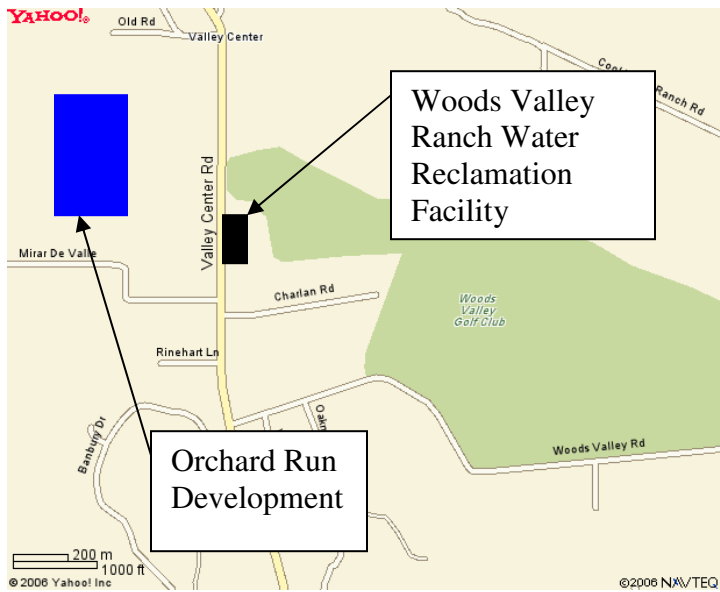 YAHOO!®
Old Rd
Valley Center
Woods Valley
Ranch Water
Reclamation
Facility
Ranch Rd
Valley Center Rd
Mirar De Valle
Charlan Rd
Woods
Valley
Golf Club
Rinehart Ln
Banbury Dr
Orchard Run
Development
Woods Valley Rd
200 m
1000 ft
©2006 Yahoo! Inc
©2006 NAVTEQ